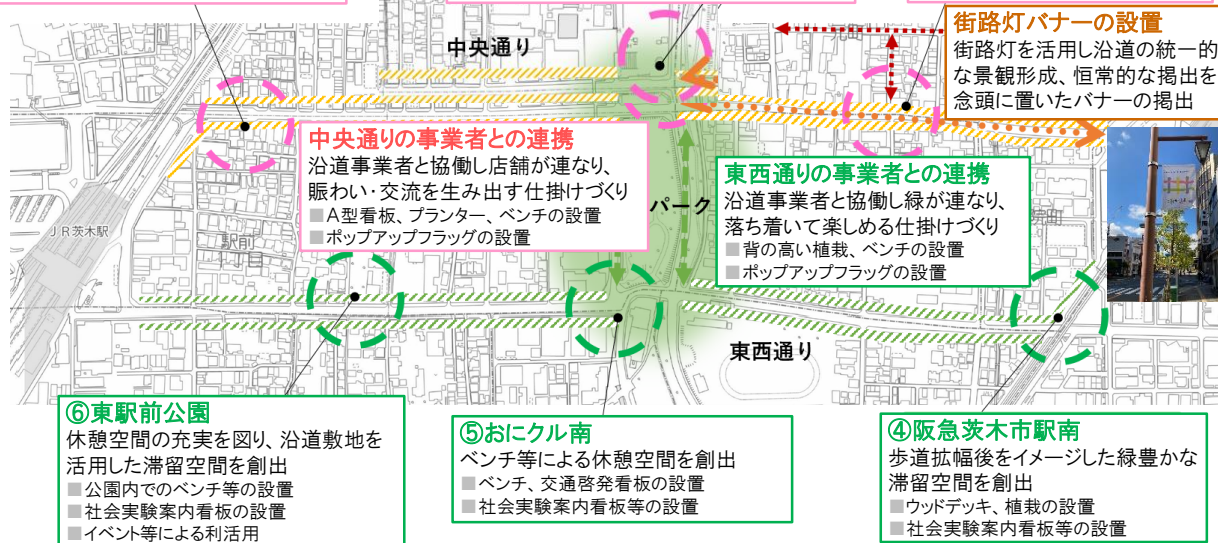 街路灯バナーの設置
街路灯を活用し沿道の統一的
な景観形成、恒常的な掲出を
念頭に置いたバナーの掲出
中央通り
中央通りの事業者との連携
沿道事業者と協働し店舗が連なり、
賑わい・交流を生み出す仕掛けづくり
■A型看板、プランター、ベンチの設置
■ポップアップフラッグの設置
パーク
東西通りの事業者との連携
沿道事業者と協働し緑が連なり、
落ち着いて楽しめる仕掛けづくり
■背の高い植栽、ベンチの設置
■ポップアップフラッグの設置
JR茨木駅
駅前
東西通り
⑥東駅前公園
休憩空間の充実を図り、沿道敷地を
活用した滞留空間を創出
■公園内でのベンチ等の設置
■社会実験案内看板の設置
■イベント等による利活用
⑤おにクル南
ベンチ等による休憩空間を創出
■ベンチ、交通啓発看板の設置
■社会実験案内看板等の設置
④阪急茨木市駅南
歩道拡幅後をイメージした緑豊かな
滞留空間を創出
■ウッドデッキ、植栽の設置
■社会実験案内看板等の設置